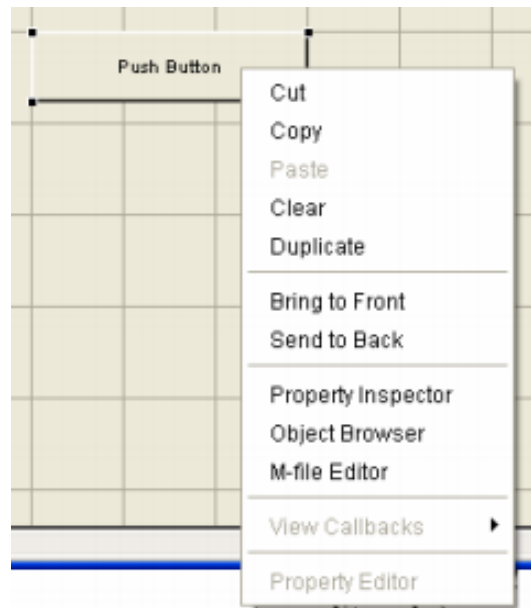 Push Button
Cut
Copy
Paste
Clear
Duplicate
Bring to Front
Send to Back
Property Inspector
Object Browser
M-file Editor
View Callbacks
Property Editor